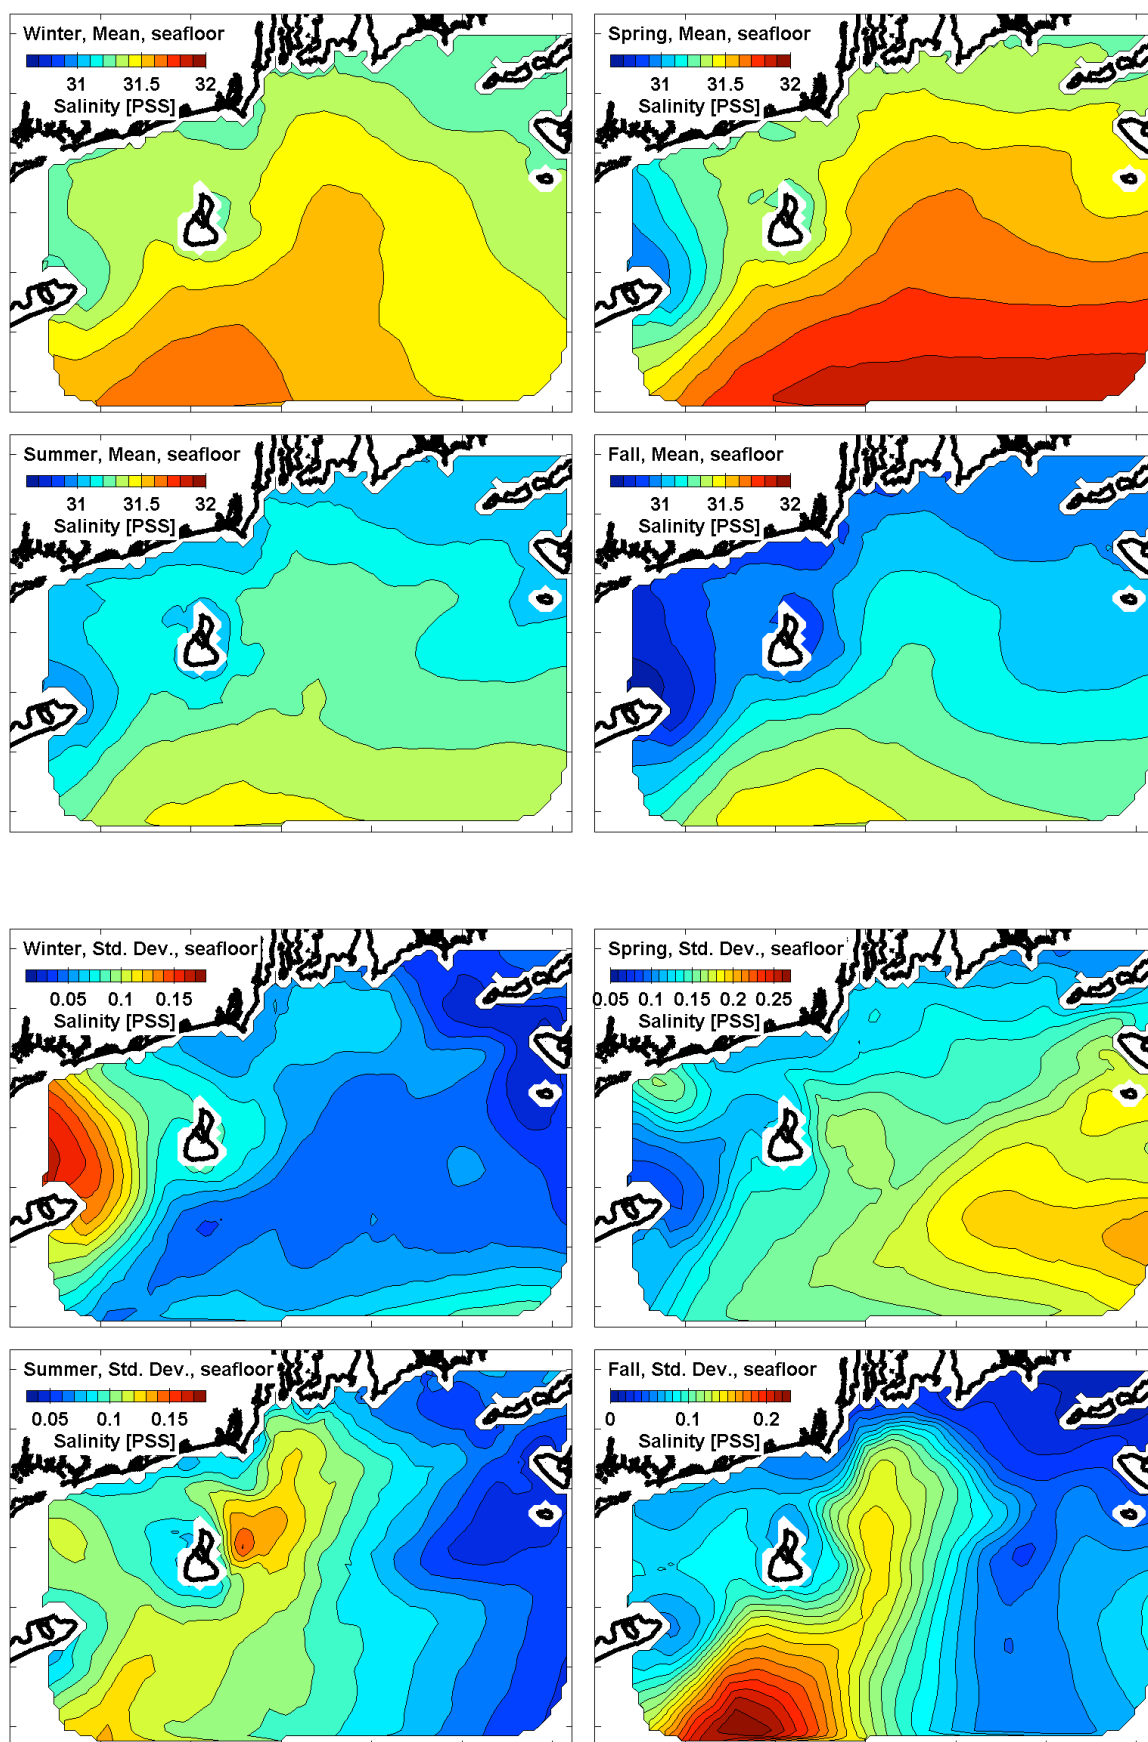 Winter, Mean, seafloor
31 31.5 32
Salinity [PSS]
Spring, Mean, seafloor
31 31.5 32
Salinity [PSS]
Summer, Mean, seafloor
31 31.5 32
Salinity [PSS]
Fall, Mean, seafloor
31 31.5 32
Salinity [PSS]
Winter, Std. Dev., seafloor
0.05 0.1 0.15
Salinity [PSS]
Spring, Std. Dev., seafloor
0.05 0.1 0.15 0.2 0.25
Salinity [PSS]
Summer, Std. Dev., seafloor
0.05 0.1 0.15
Salinity [PSS]
Fall, Std. Dev., seafloor
0 0.1 0.2
Salinity [PSS]